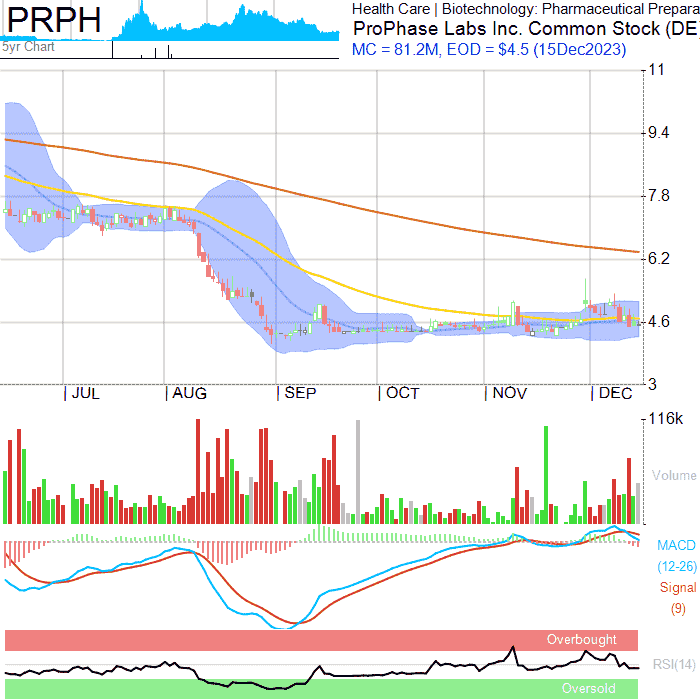 PRPH
5yr Chart
Health Care | Biotechnology: Pharmaceutical Prepara
ProPhase Labs Inc. Common Stock (DE
MC = 81.2M, EOD = $4.5 (15Dec2023)
11
9.4
7.8
6.2
4.6
3
JUL AUG SEP OCT NOV DEC
116k
Volume
MACD
(12-26)
Signal
(9)
Overbought
RSI(14)
Oversold